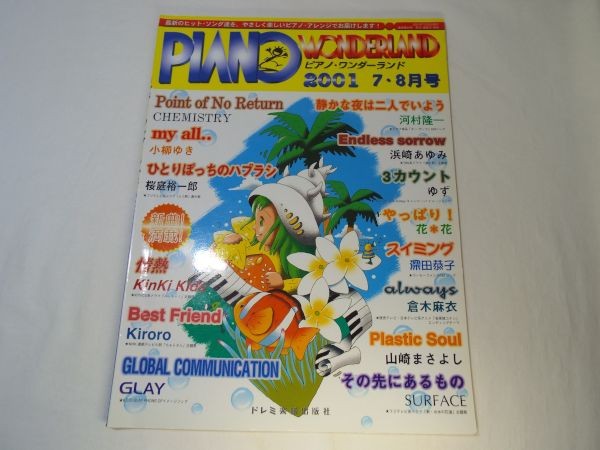 最新のヒット・ソング達を、やさしく楽しいピアノ・アレンジでお届けします!
PIANO WONDERLAND
ピアノ・ワンダーランド
2001 7・8月号
Point of No Return
CHEMISTRY
my all..
小柳ゆき
ひとりぼっちのハブラシ
桜庭裕一郎
新曲!
満載!
情熱
KinKi Kids
Best Friend
Kiroro
GLOBAL COMMUNICATION
GLAY
静かな夜は二人でいよう
河村隆一
Endless sorrow
浜崎あゆみ
3カウント
ゆず
やっぱり!
花*花
スイミング
深田恭子
always
倉木麻衣
Plastic Soul
山崎まさよし
その先にあるもの
SURFACE
ドレミ楽譜出版社